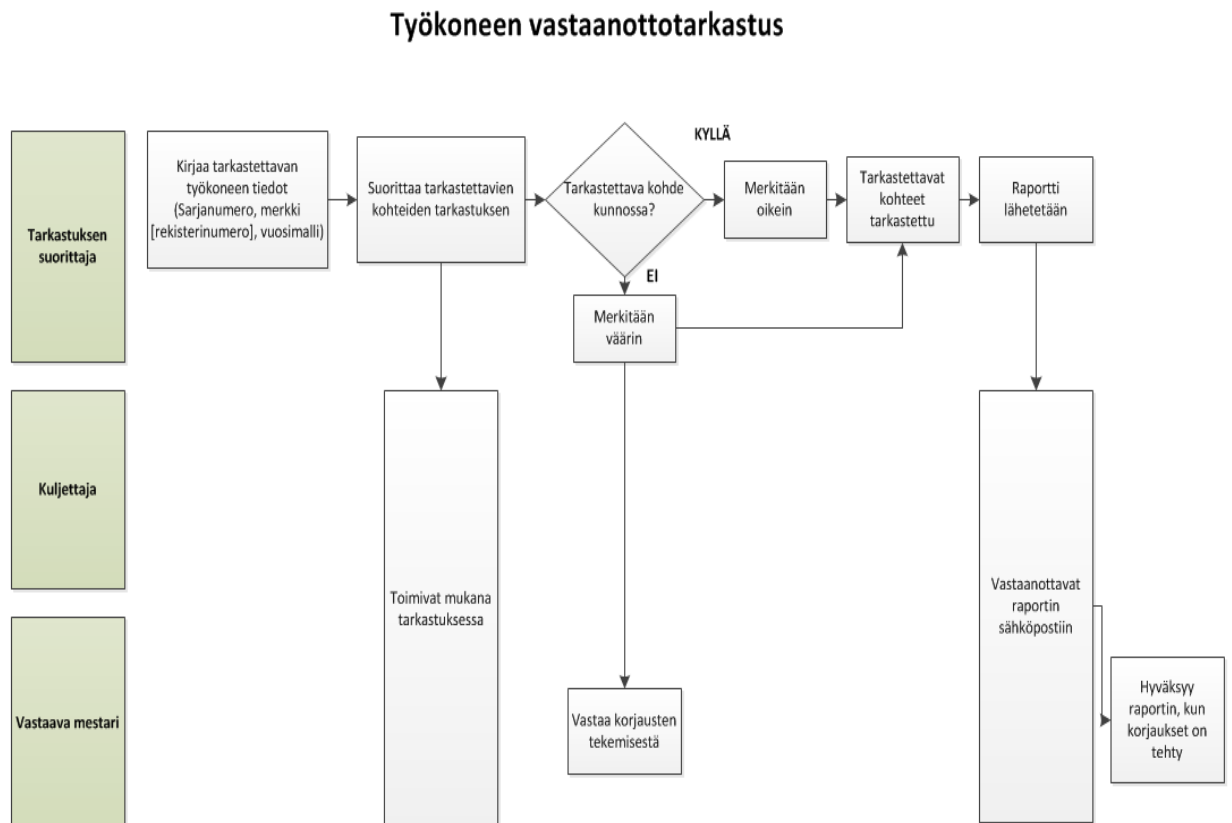 Työkoneen vastaanottotarkastus
Tarkastuksen
suorittaja
Kirjaa tarkastettavan
työkoneen tiedot
(Sarjanumero, merkki
[rekisterinumero], vuosimalli)
Suorittaa tarkastettavien
kohteiden tarkastuksen
Tarkastettava kohde
kunnossa?
KYLLÄ
Merkitään
oikein
Tarkastettavat
kohteet
tarkastettu
Raportti
lähetetään
EI
Merkitään
väärin
Kuljettaja
Toimivat mukana
tarkastuksessa
Vastaanottavat
raportin
sähköpostiin
Vastaava mestari
Vastaa korjausten
tekemisestä
Hyväksyy
raportin, kun
korjaukset on
tehty